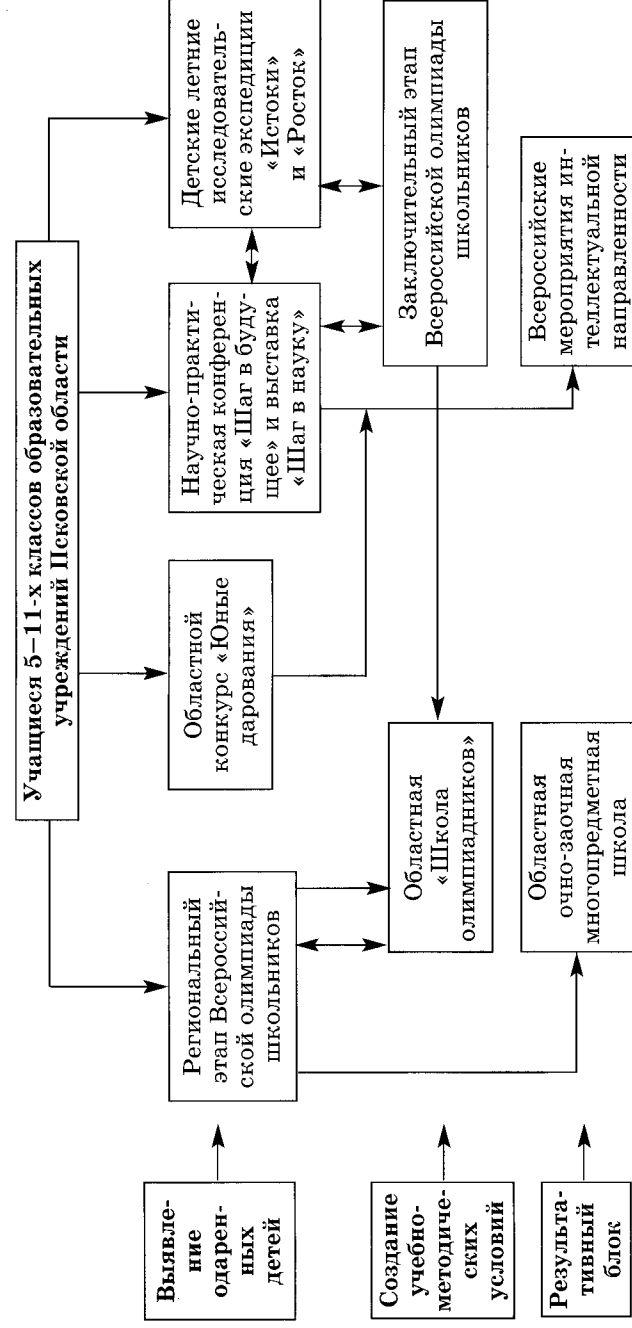 Учащиеся 5–11-х классов образовательных
учреждений Псковской области
Выявле-
ние
одарен-
ных
детей
Региональный
этап Всероссий-
ской олимпиады
школьников
Областной
конкурс «Юные
дарования»
Научно-практи-
ческая конферен-
ция «Шаг в буду-
щее» и выставка
«Шаг в науку»
Детские летние
исследователь-
ские экспедиции
«Истоки»
и «Росток»
Создание
учебно-
методиче-
ских
условий
Областная
«Школа
олимпиадников»
Заключительный этап
Всероссийской олимпиады
школьников
Результа-
тивный
блок
Областная
очно-заочная
многопредметная
школа
Всероссийские
мероприятия ин-
теллектуальной
направленности